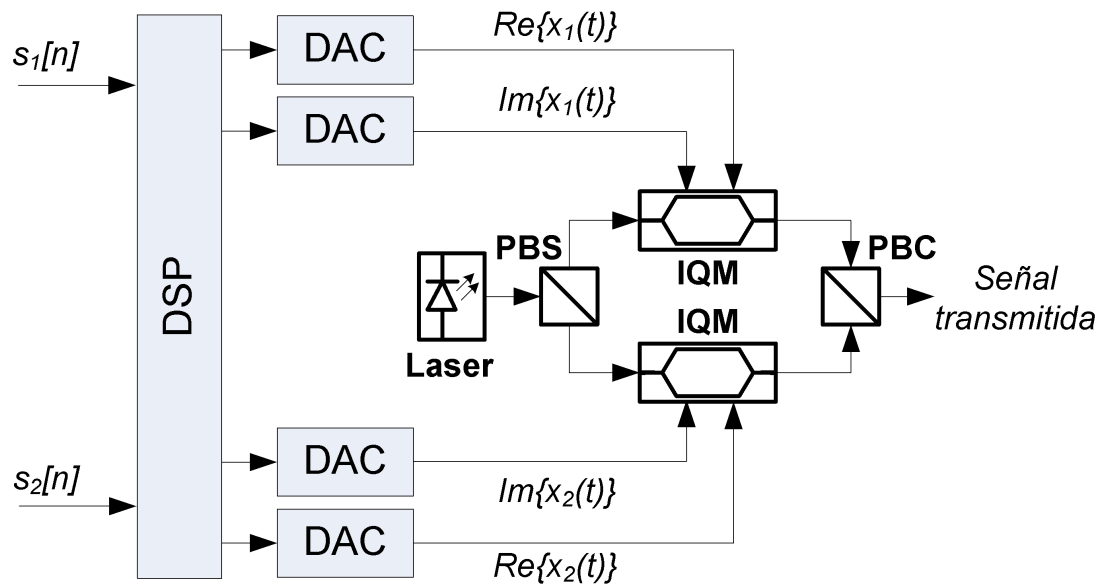 Re{x1(t)}
s1[n]
DAC
Im{x1(t)}
DAC
PBS
PBC
IQM
DSP
Señal
transmitida
IQM
Laser
DAC
s2[n]
Im{x2(t)}
DAC
Re{x2(t)}